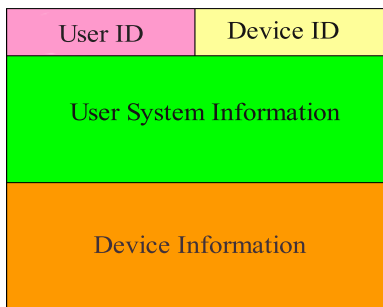 User ID
Device ID
User System Information
Device Information